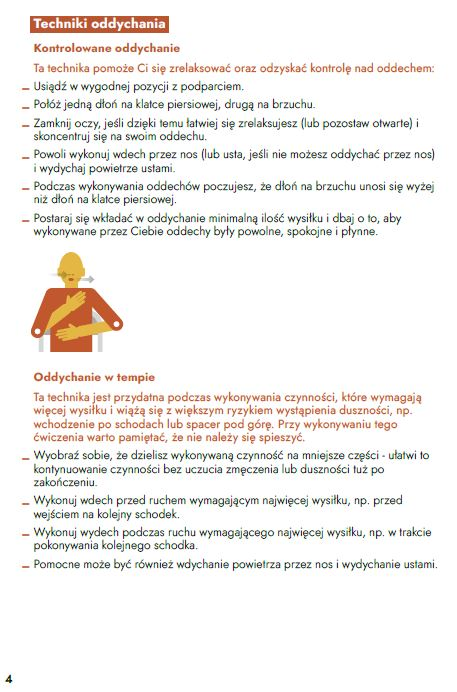 Techniki oddychania
Kontrolowane oddychanie
Ta technika pomoże Ci się zrelaksować oraz odzyskać kontrolę nad oddechem:
– Usiądź w wygodnej pozycji z podparciem.
– Połóż jedną dłoń na klatce piersiowej, drugą na brzuchu.
– Zamknij oczy, jeśli dzięki temu łatwiej się zrelaksujesz (lub pozostaw otwarte) i
skoncentruj się na swoim oddechu.
– Powoli wykonuj wdech przez nos (lub usta, jeśli nie możesz oddychać przez nos)
i wydychaj powietrze ustami.
– Podczas wykonywania oddechów poczujesz, że dłoń na brzuchu unosi się wyżej
niż dłoń na klatce piersiowej.
– Postaraj się wkładać w oddychanie minimalną ilość wysiłku i dbaj o to, aby
wykonywane przez Ciebie oddechy były powolne, spokojne i płynne.
Oddychanie w tempie
Ta technika jest przydatna podczas wykonywania czynności, które wymagają
więcej wysiłku i wiążą się z większym ryzykiem wystąpienia duszności, np.
wchodzenie po schodach lub spacer pod górę. Przy wykonywaniu tego
ćwiczenia warto pamiętać, że nie należy się spieszyć.
– Wyobraź sobie, że dzielisz wykonywaną czynność na mniejsze części - ułatwi to
kontynuowanie czynności bez uczucia zmęczenia lub duszności tuż po
zakończeniu.
– Wykonuj wdech przed ruchem wymagającym najwięcej wysiłku, np. przed
wejściem na kolejny schodek.
– Wykonuj wydech podczas ruchu wymagającego najwięcej wysiłku, np. w trakcie
pokonywania kolejnego schodka.
– Pomocne może być również wdychanie powietrza przez nos i wydychanie ustami.
4